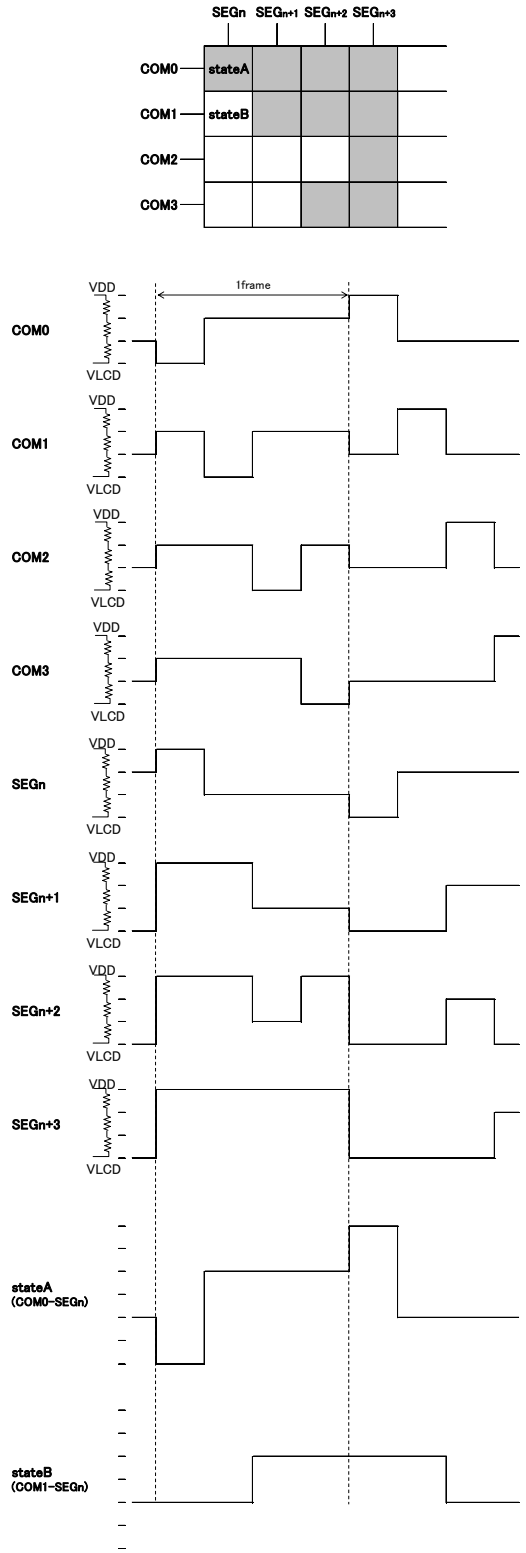 SEGn SEGn+1 SEGn+2 SEGn+3
COM0 stateA
COM1 stateB
COM2
COM3
VDD
1frame
COM0
VLCD
VDD
COM1
VLCD
VDD
COM2
VLCD
VDD
COM3
VLCD
VDD
SEGn
VLCD
VDD
SEGn+1
VLCD
VDD
SEGn+2
VLCD
VDD
SEGn+3
VLCD
stateA
(COM0-SEGn)
stateB
(COM1-SEGn)